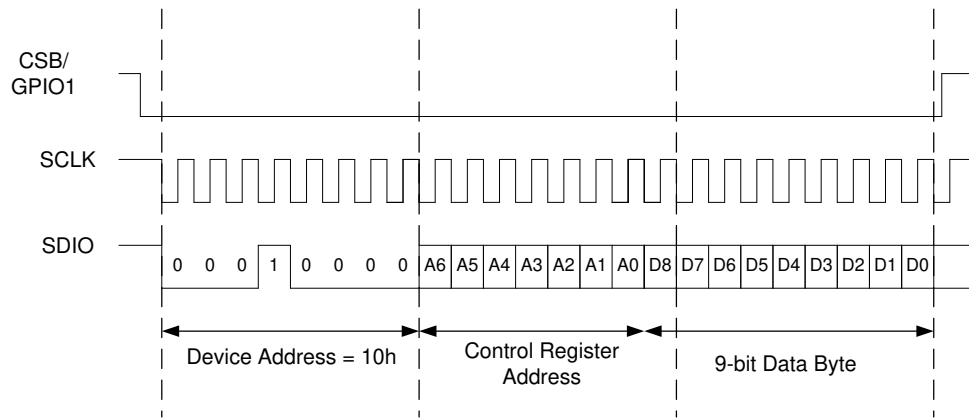 CSB/
GPIO1
SCLK
SDIO
0 0 0 1 0 0 0 0 A6 A5 A4 A3 A2 A1 A0 D8 D7 D6 D5 D4 D3 D2 D1 D0
Device Address = 10h
Control Register
Address
9-bit Data Byte